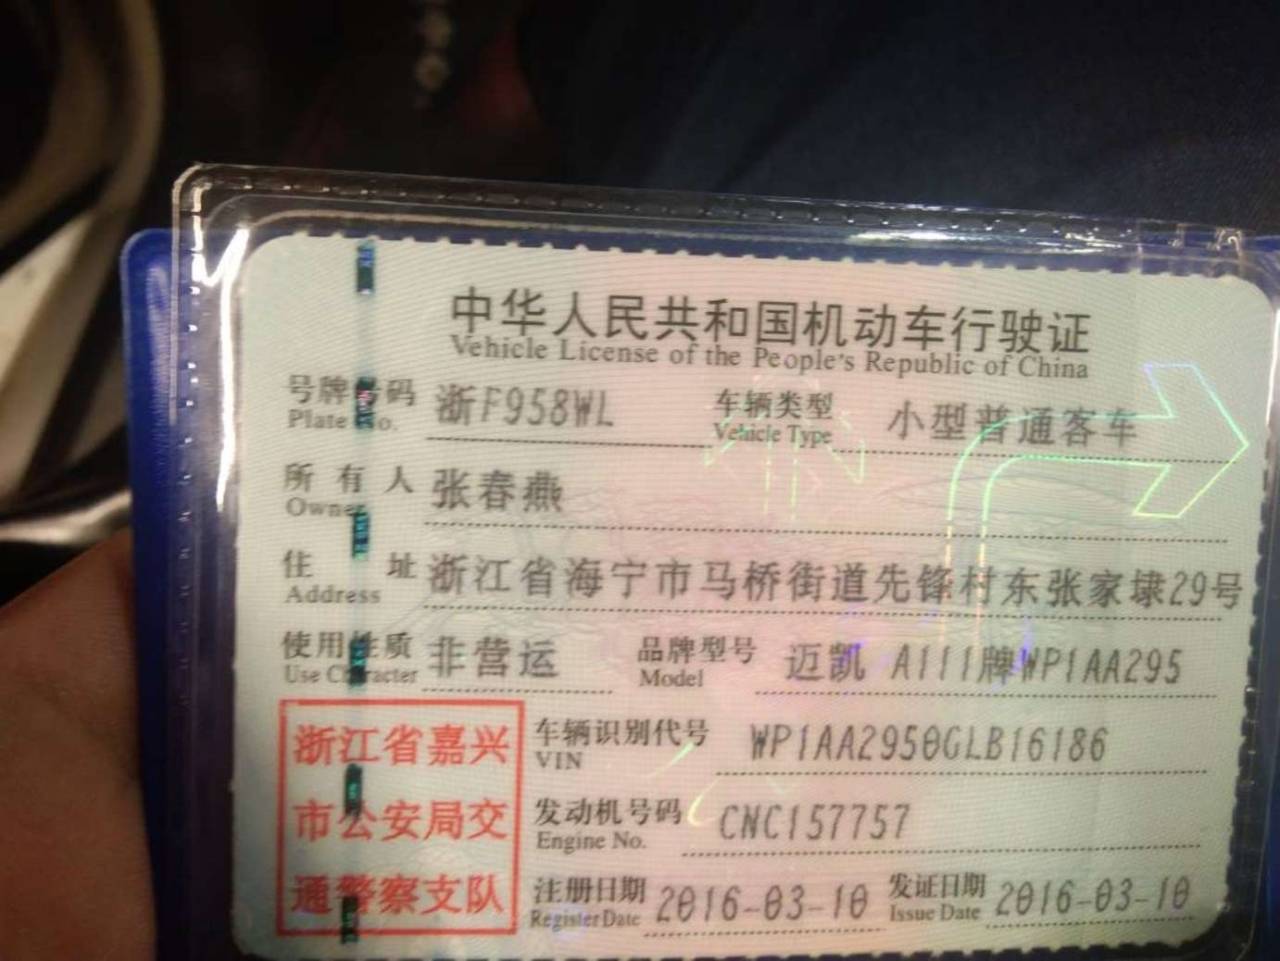 中华人民共和国机动车行驶证
Vehicle License of the People's Republic of China
号牌号码 浙F958WL 车辆类型 小型普通客车
Plate No. Vehicle Type
所有人 张春燕
Owner
住址 浙江省海宁市马桥街道先锋村东张家埭29号
Address
使用性质 非营运 品牌型号 迈凯 A111牌WP1AA295
Use Character Model
浙江省嘉兴
市公安局交
通警察支队
车辆识别代号 WP1AA2950GLB16186
VIN
发动机号码 CNC157757
Engine No.
注册日期 2016-03-10 发证日期 2016-03-10
Register Date Issue Date